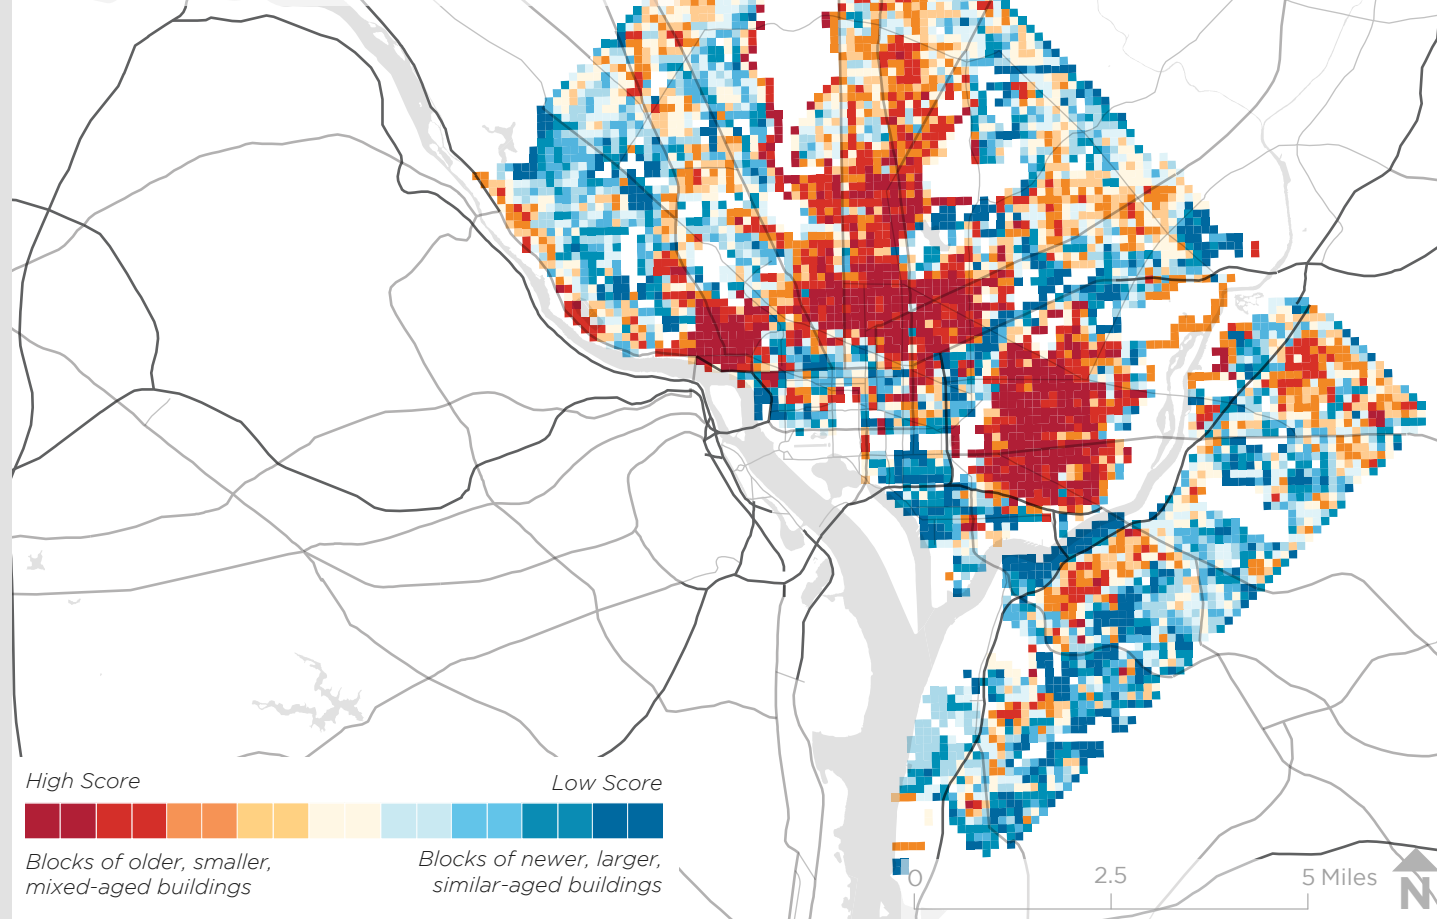 High Score
Low Score
Blocks of older, smaller,
mixed-aged buildings
Blocks of newer, larger,
similar-aged buildings
0
2.5
5 Miles
N